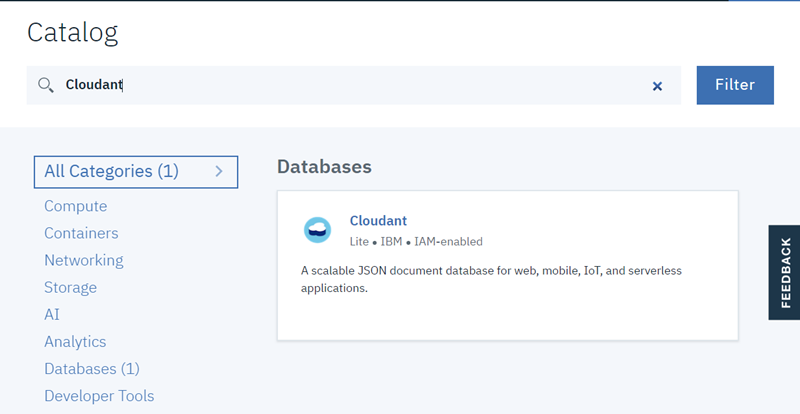 Catalog
Cloudant
Filter
All Categories (1)
Compute
Containers
Networking
Storage
AI
Analytics
Databases (1)
Developer Tools
Databases
Cloudant
Lite • IBM • IAM-enabled
A scalable JSON document database for web, mobile, IoT, and serverless
applications.
FEEDBACK